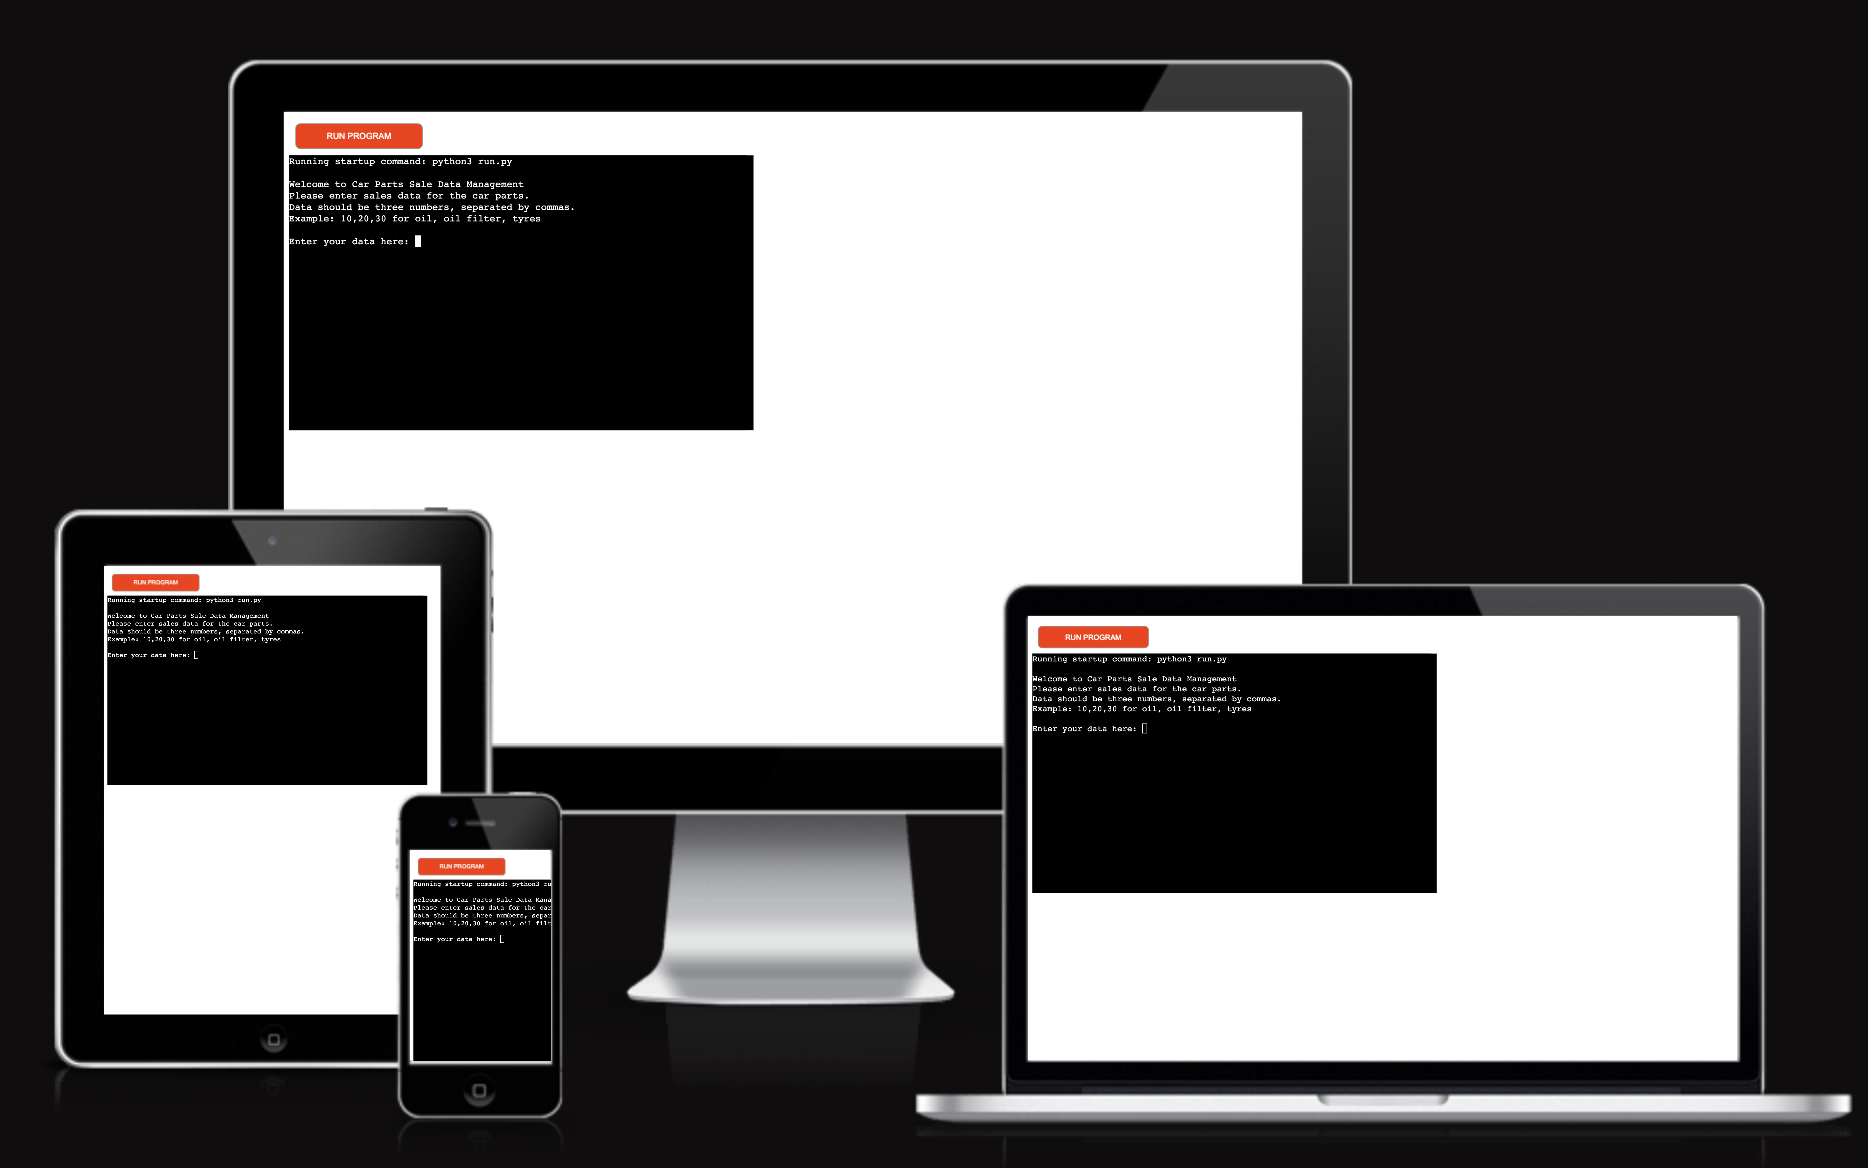 RUN PROGRAM
Running startup command: python3 run.py
Welcome to Car Parts Sale Data Management
Please enter sales data for the car parts.
Data should be three numbers, separated by commas.
Example: 10,20,30 for oil, oil filter, tyres
Enter your data here:
RUN PROGRAM
Running startup command: python3 run.py
Welcome to Car Parts Sale Data Management
Please enter sales data for the car parts.
Data should be three numbers, separated by commas.
Example: 10,20,30 for oil, oil filter, tyres
Enter your data here:
RUN PROGRAM
Running startup command: python3 ru
Welcome to Car Parts Sale Data Mana
Please enter sales data for the car
Data should be three numbers, separ
Example: 10,20,30 for oil, oil filt
Enter your data here:
RUN PROGRAM
Running startup command: python3 run.py
Welcome to Car Parts Sale Data Management
Please enter sales data for the car parts.
Data should be three numbers, separated by commas.
Example: 10,20,30 for oil, oil filter, tyres
Enter your data here: